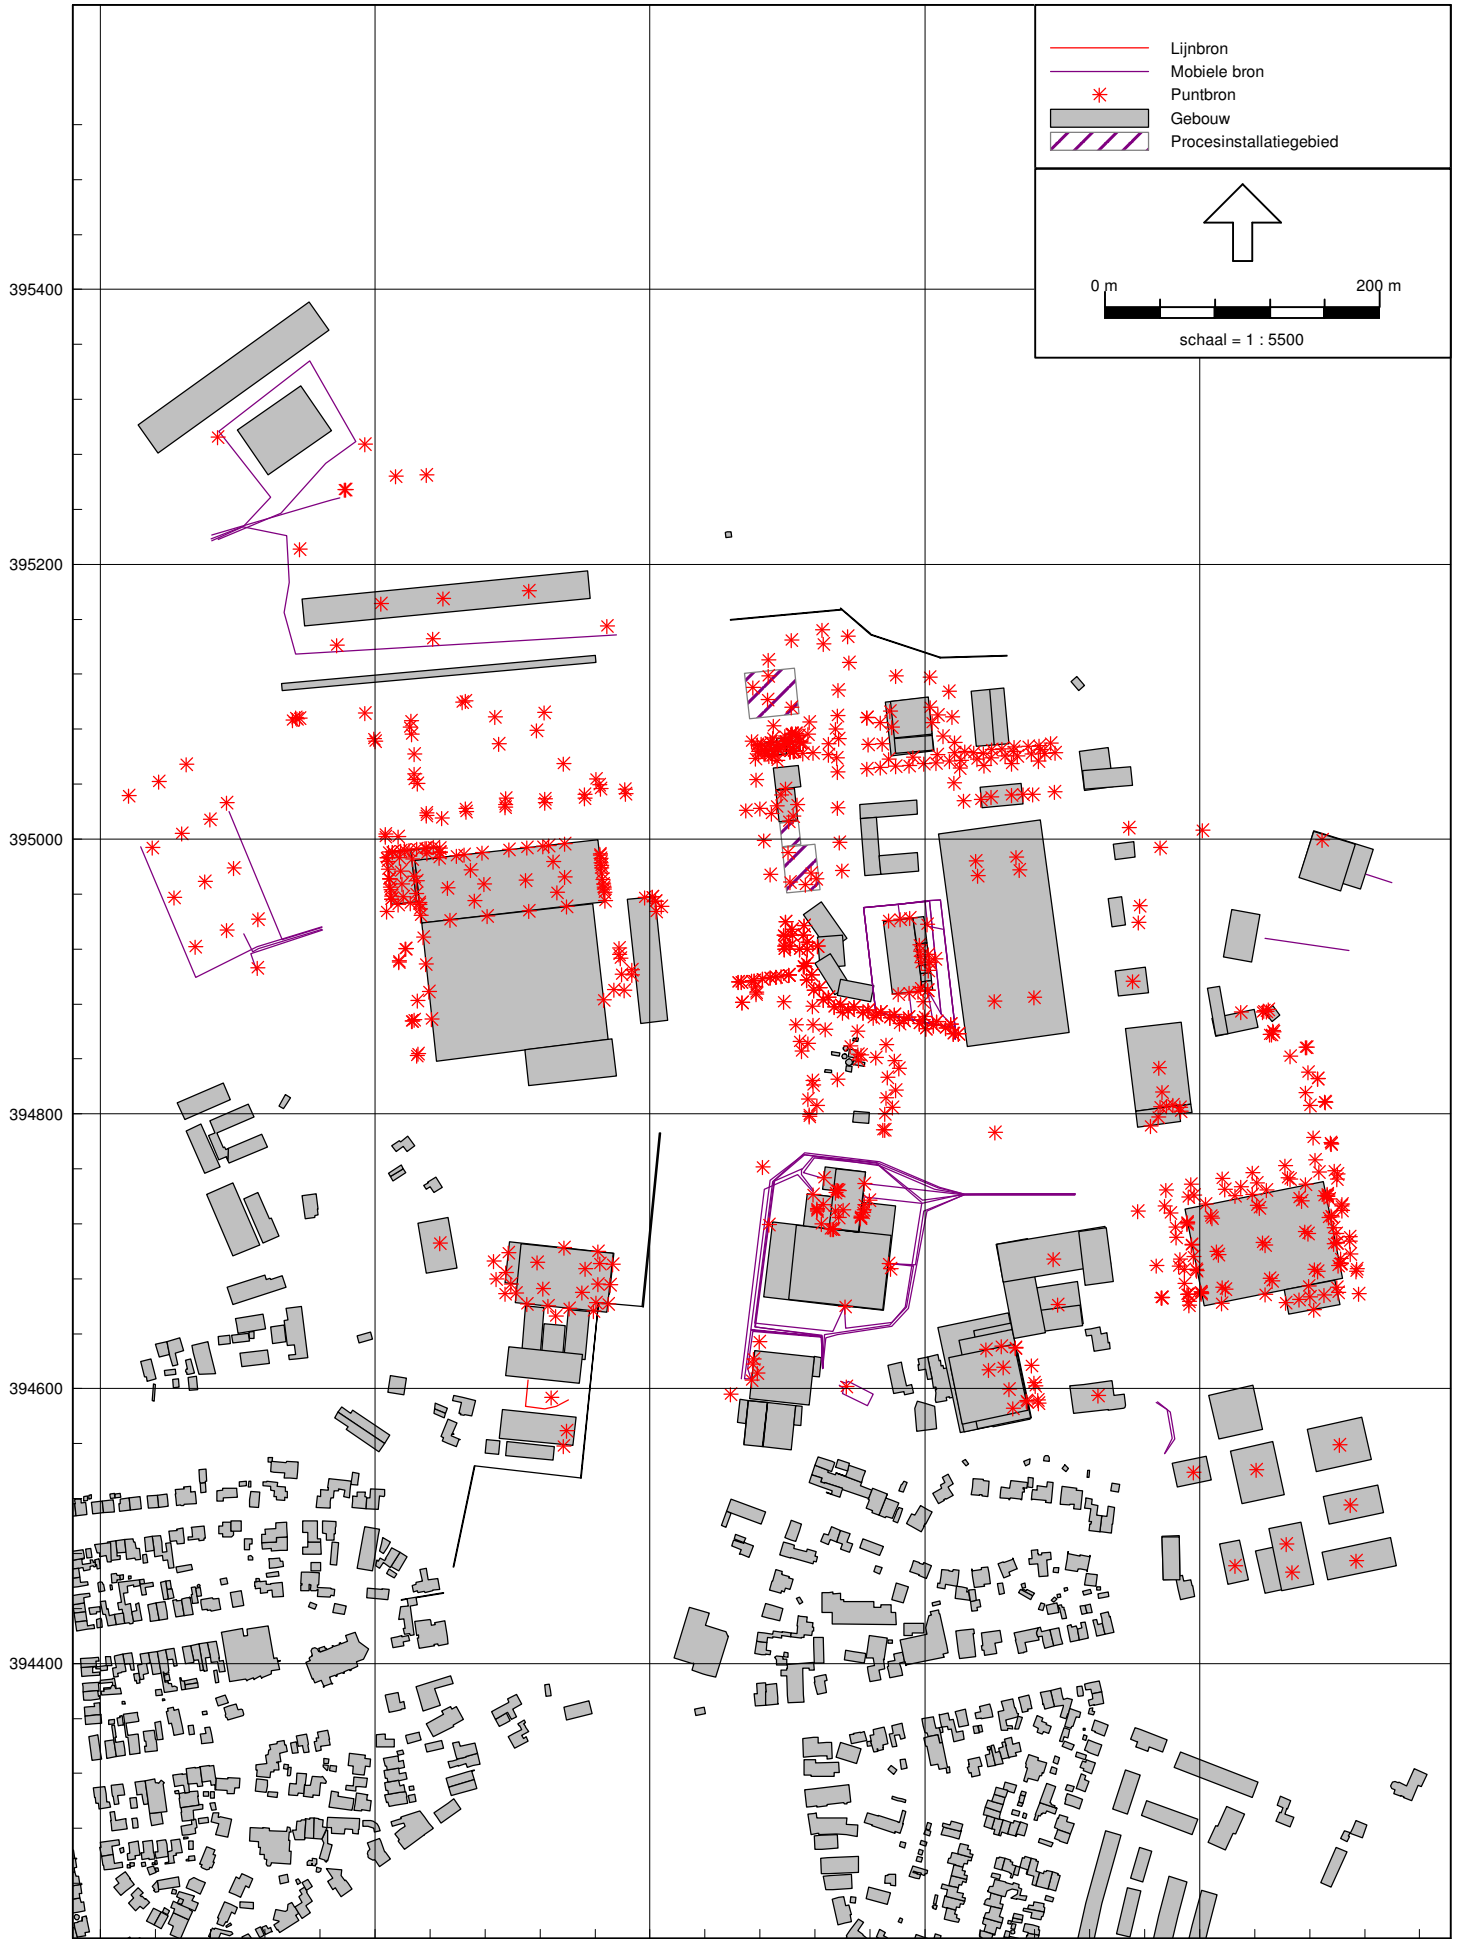 Lijnbron
Mobiele bron
Puntbron
Gebouw
Procesinstallatiegebied
0 m 200 m
schaal = 1 : 5500
395400
395200
395000
394800
394600
394400